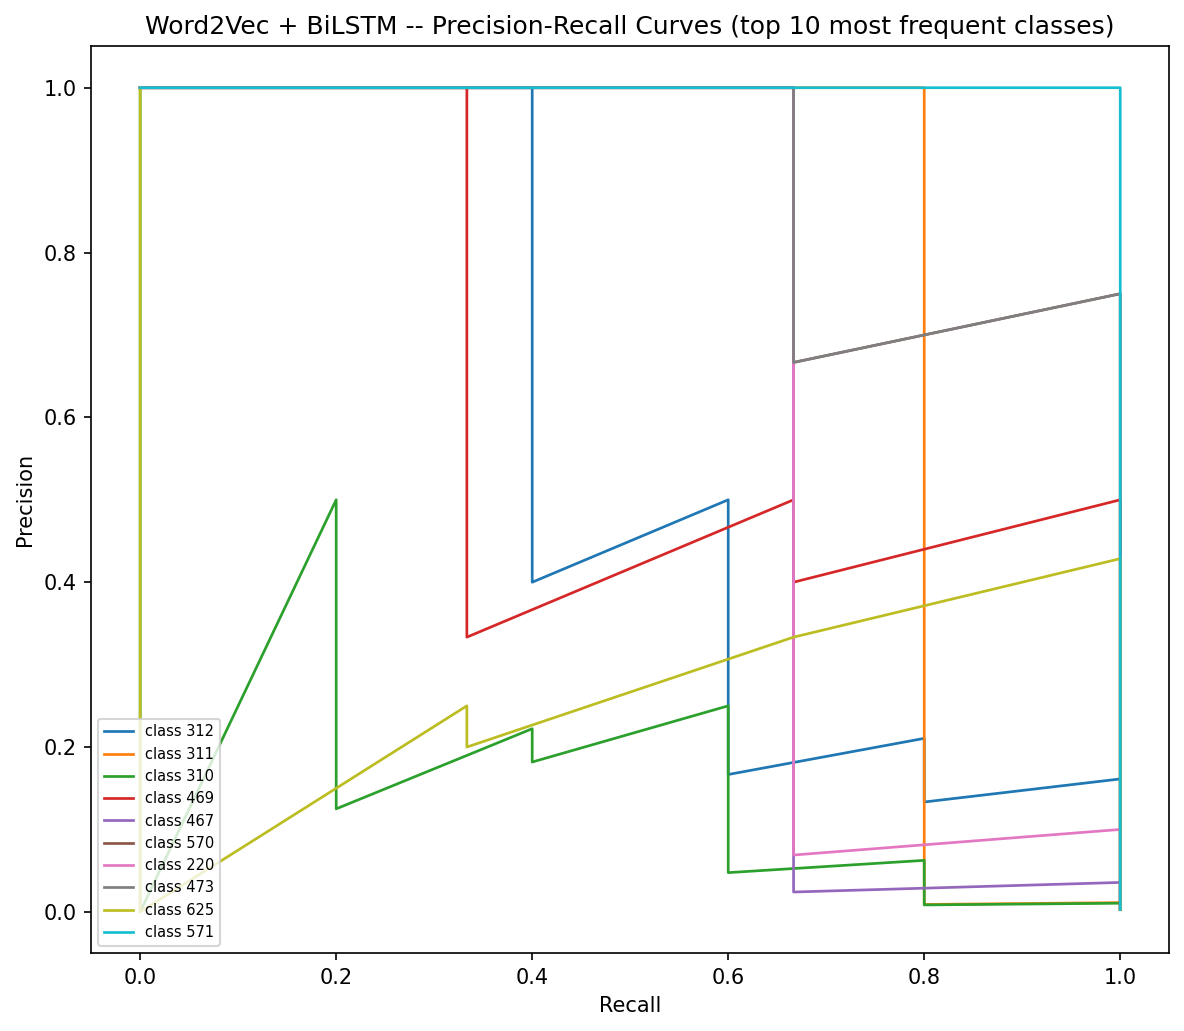 Word2Vec + BiLSTM -- Precision-Recall Curves (top 10 most frequent classes)
1.0
0.8
0.6
0.4
0.2
0.0
Precision
class 312
class 311
class 310
class 469
class 467
class 570
class 220
class 473
class 625
class 571
0.0 0.2 0.4 0.6 0.8 1.0
Recall